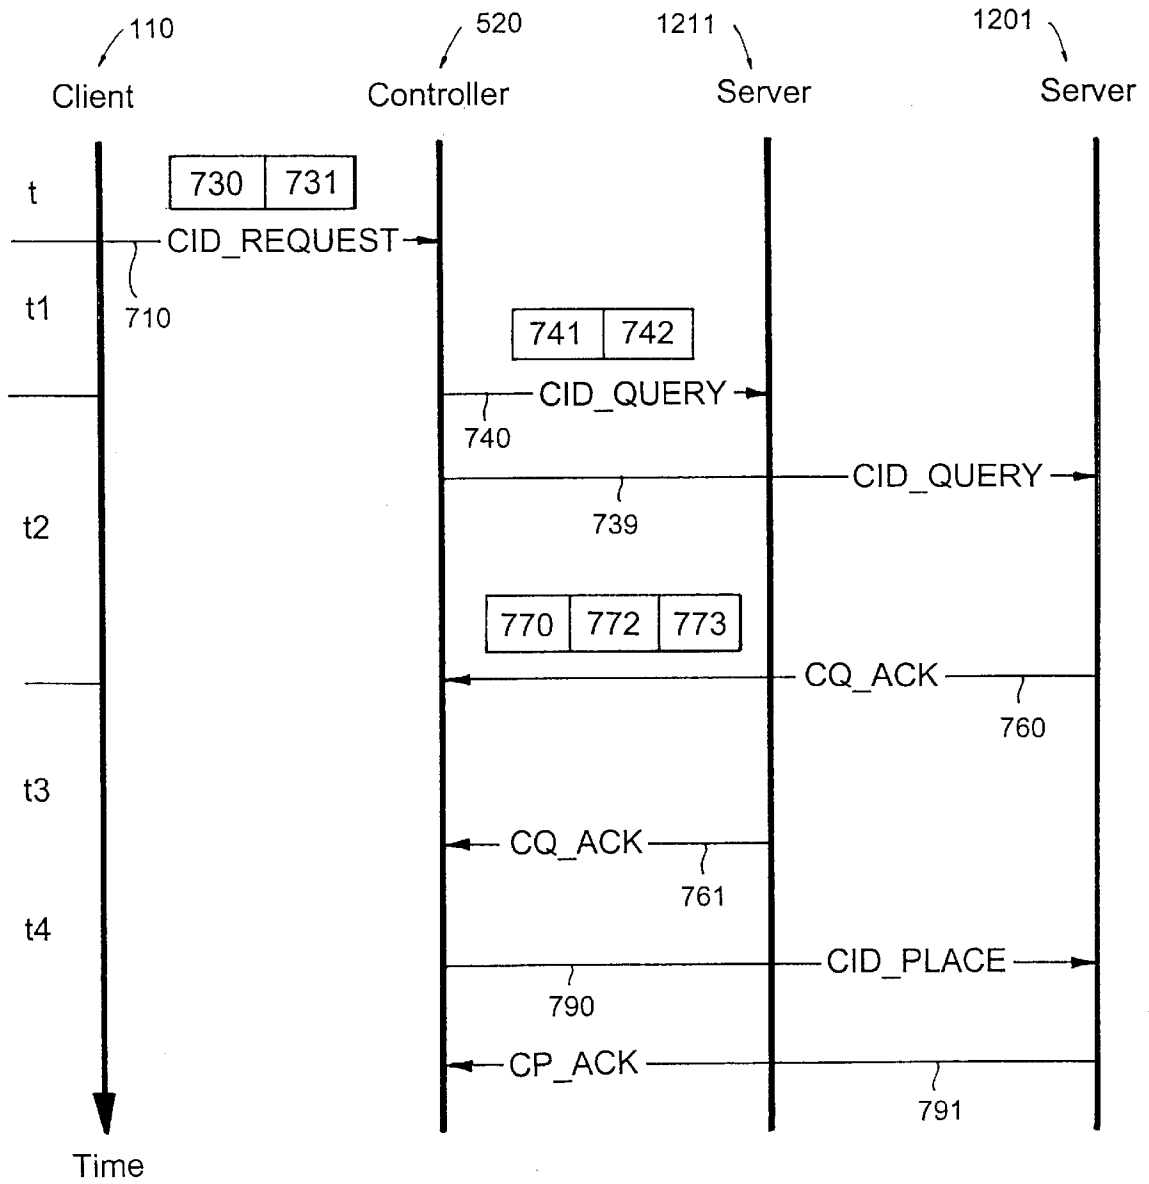 110 520 1211 1201
Client Controller Server Server
t
730 731
CID_REQUEST
710
t1
741 742
CID_QUERY
740
CID_QUERY
739
t2
770 772 773
CQ_ACK
760
t3
CQ_ACK
761
t4
CID_PLACE
790
CP_ACK
791
Time